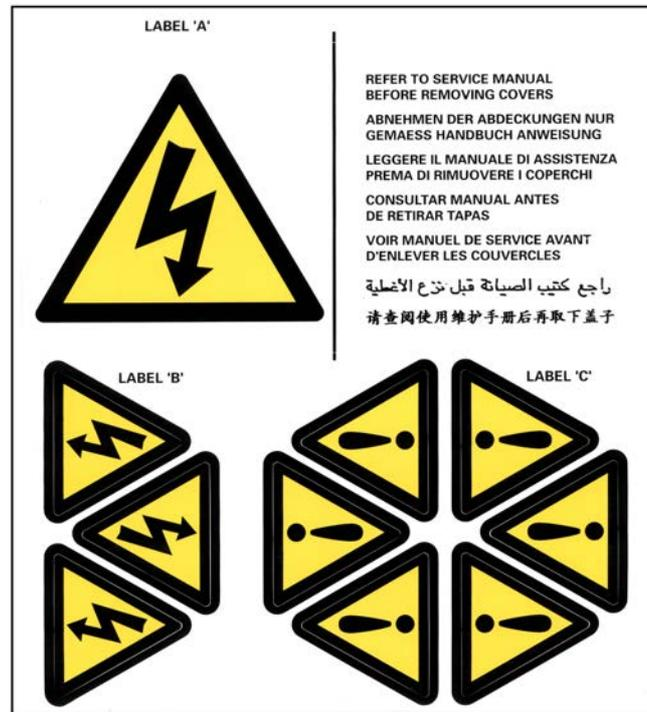 LABEL 'A'
REFER TO SERVICE MANUAL
BEFORE REMOVING COVERS
ABNEHMEN DER ABDECKUNGEN NUR
GEMAESS HANDBUCH ANWEISUNG
LEGGERE IL MANUALE DI ASSISTENZA
PREMA DI RIMUOVERE I COPERCHI
CONSULTAR MANUAL ANTES
DE RETIRAR TAPAS
VOIR MANUEL DE SERVICE AVANT
D'ENLEVER LES COUVERCLES
راجع كتيب الصيانة قبل نزع الأغطية
请查阅使用维护手册后再取下盖子
LABEL 'B'
LABEL 'C'